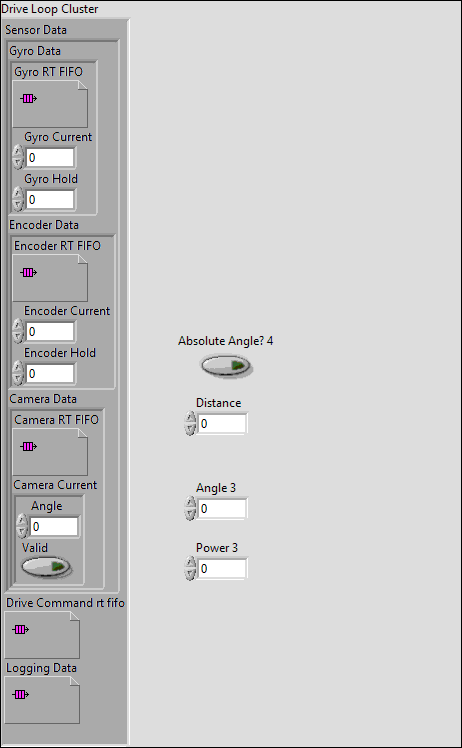 Drive Loop Cluster
Sensor Data
Gyro Data
Gyro RT FIFO
Gyro Current
0
Gyro Hold
0
Encoder Data
Encoder RT FIFO
Encoder Current
0
Encoder Hold
0
Camera Data
Camera RT FIFO
Camera Current
Angle
0
Valid
Drive Command rt fifo
Logging Data
Absolute Angle? 4
Distance
0
Angle 3
0
Power 3
0